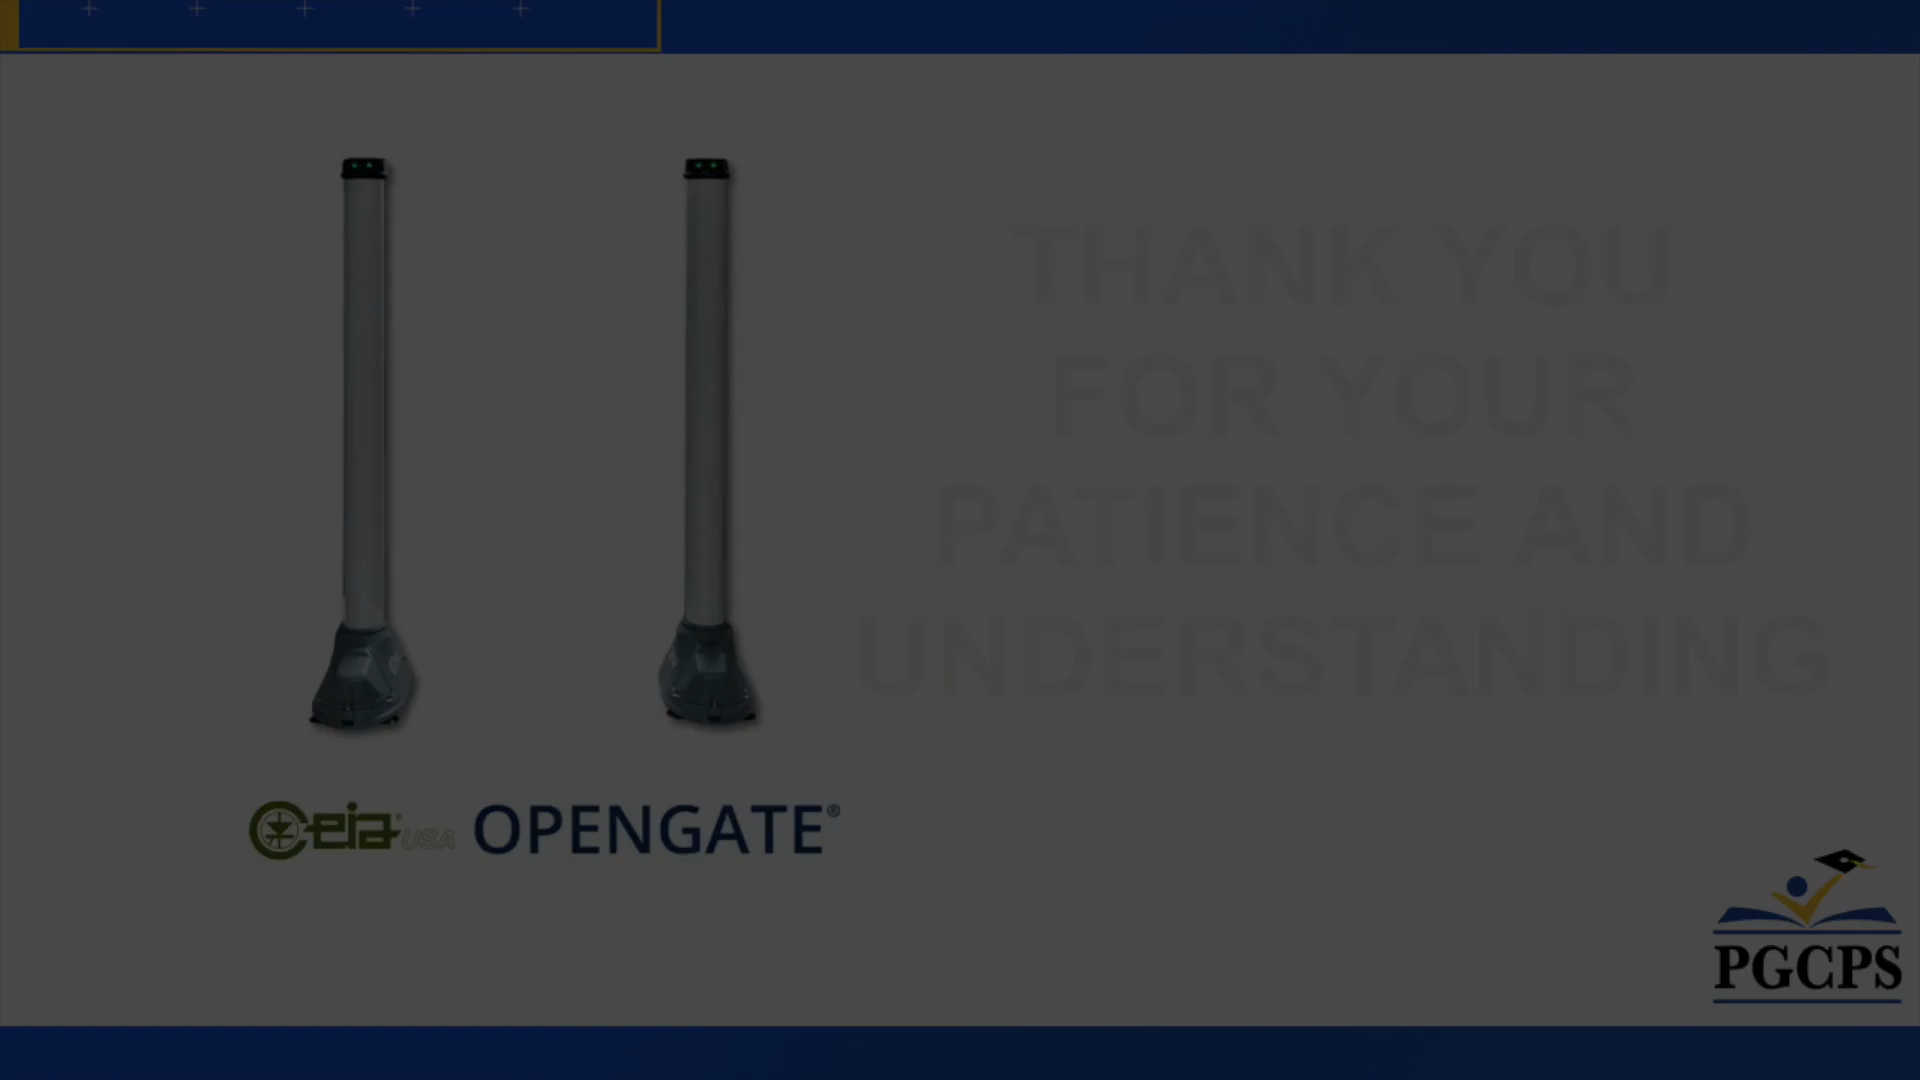 THANK YOU
FOR YOUR
PATIENCE AND
UNDERSTANDING
ceia USA OPENGATE®
PGCPS